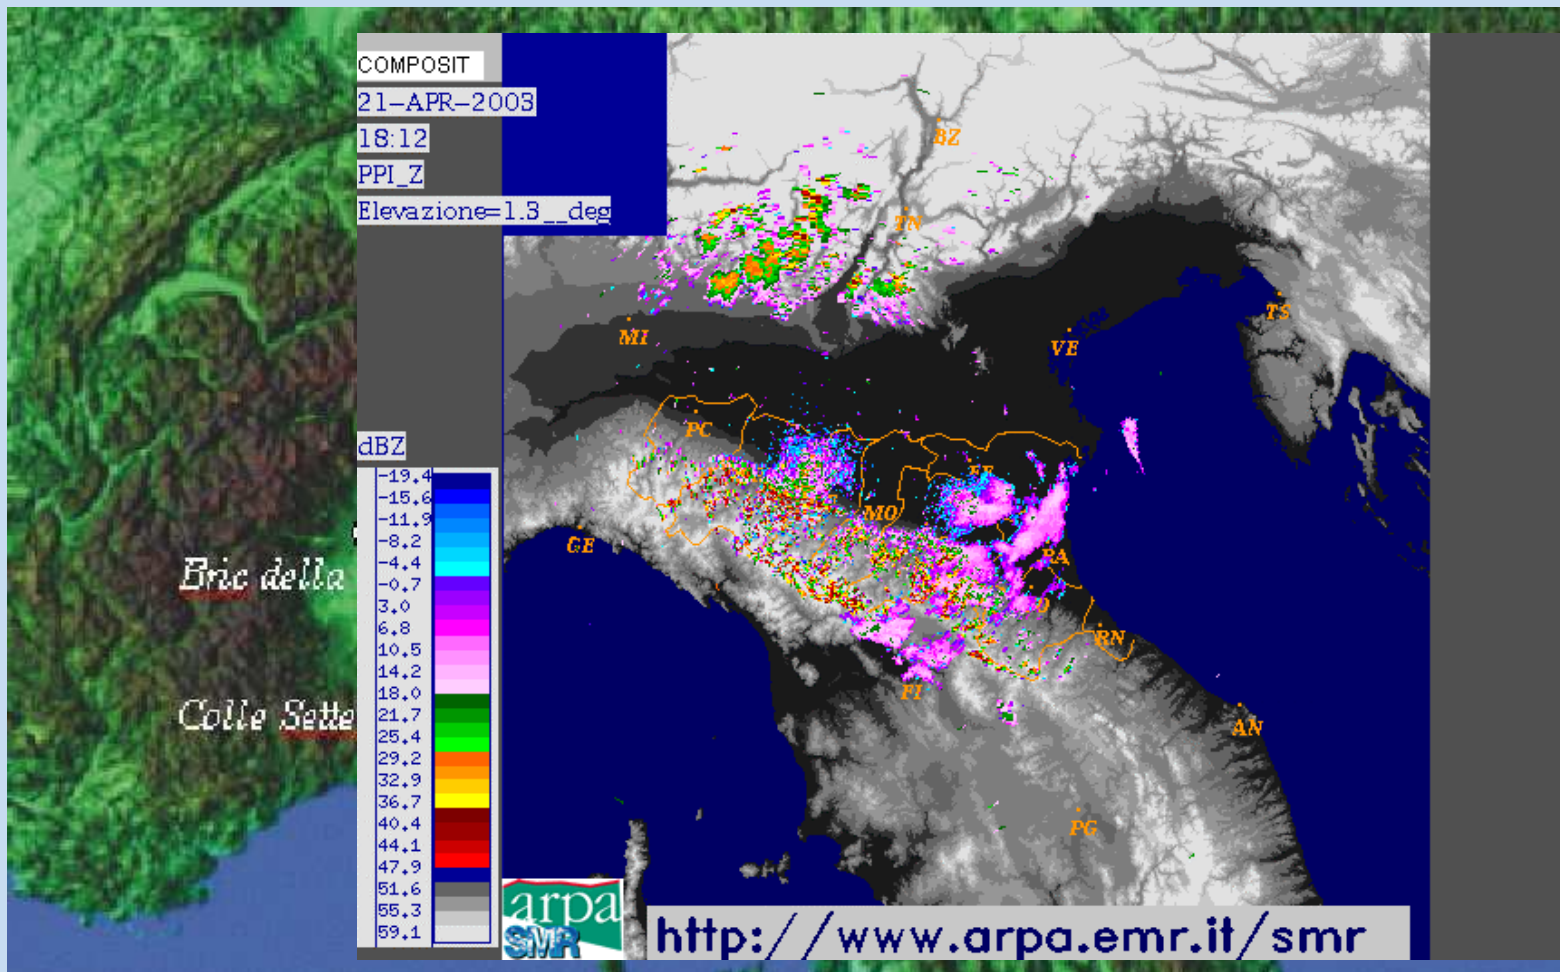 COMPOSIT
21-APR-2003
18:12
PPI_Z
Elevazione=1.3__deg
BZ
TN
TS
MI
VE
PC
dBZ
-19.4
-15.6
-11.9
-8.2
-4.4
-0.7
3.0
6.8
10.5
14.2
18.0
21.7
25.4
29.2
32.9
36.7
40.4
44.1
47.9
51.6
55.3
59.1
MO
GE
RA
RN
FI
AN
PG
Bric della
Colle Sette
arpa
SMR
http://www.arpa.emr.it/smr